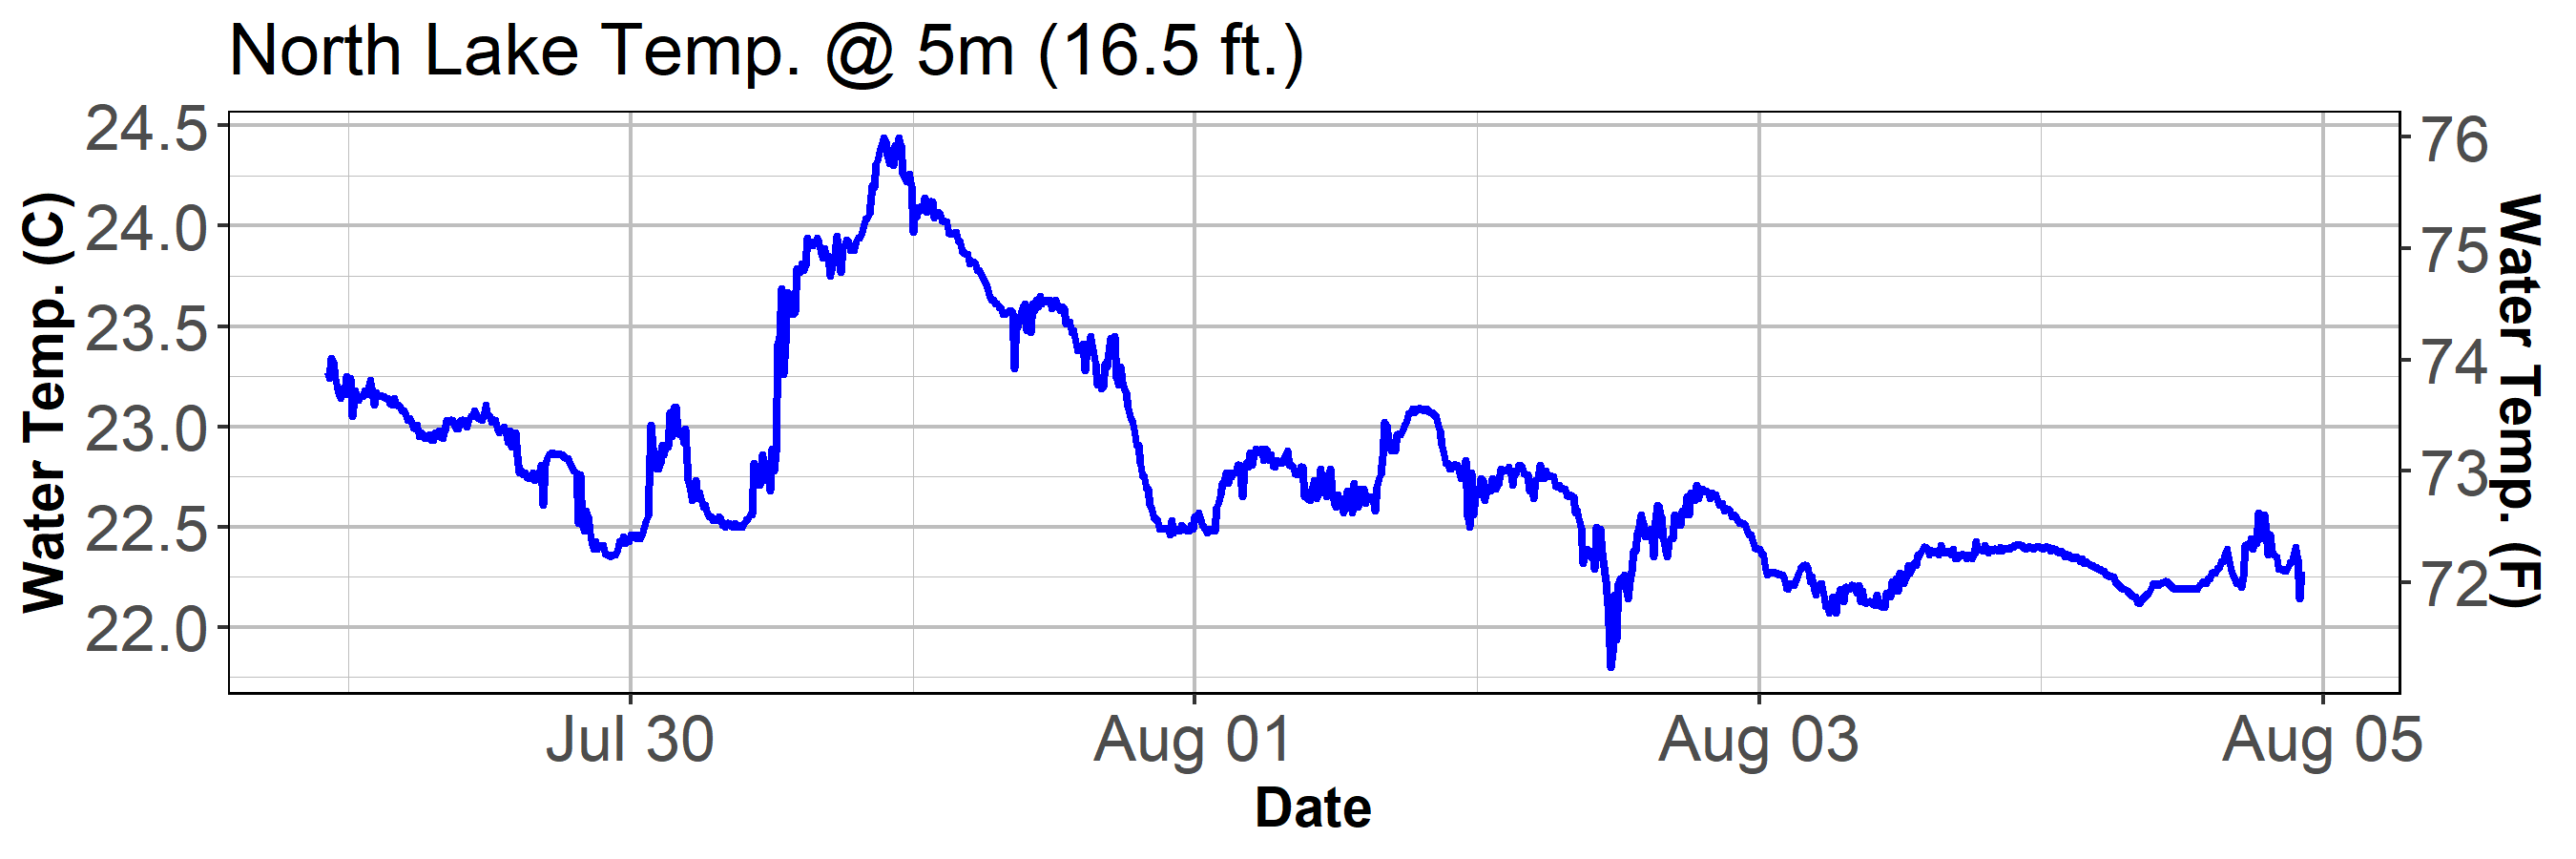 North Lake Temp. @ 5m (16.5 ft.)
Water Temp. (C)
24.5
24.0
23.5
23.0
22.5
22.0
76
75
74
73
72
Water Temp. (F)
Jul 30 Aug 01 Aug 03 Aug 05
Date